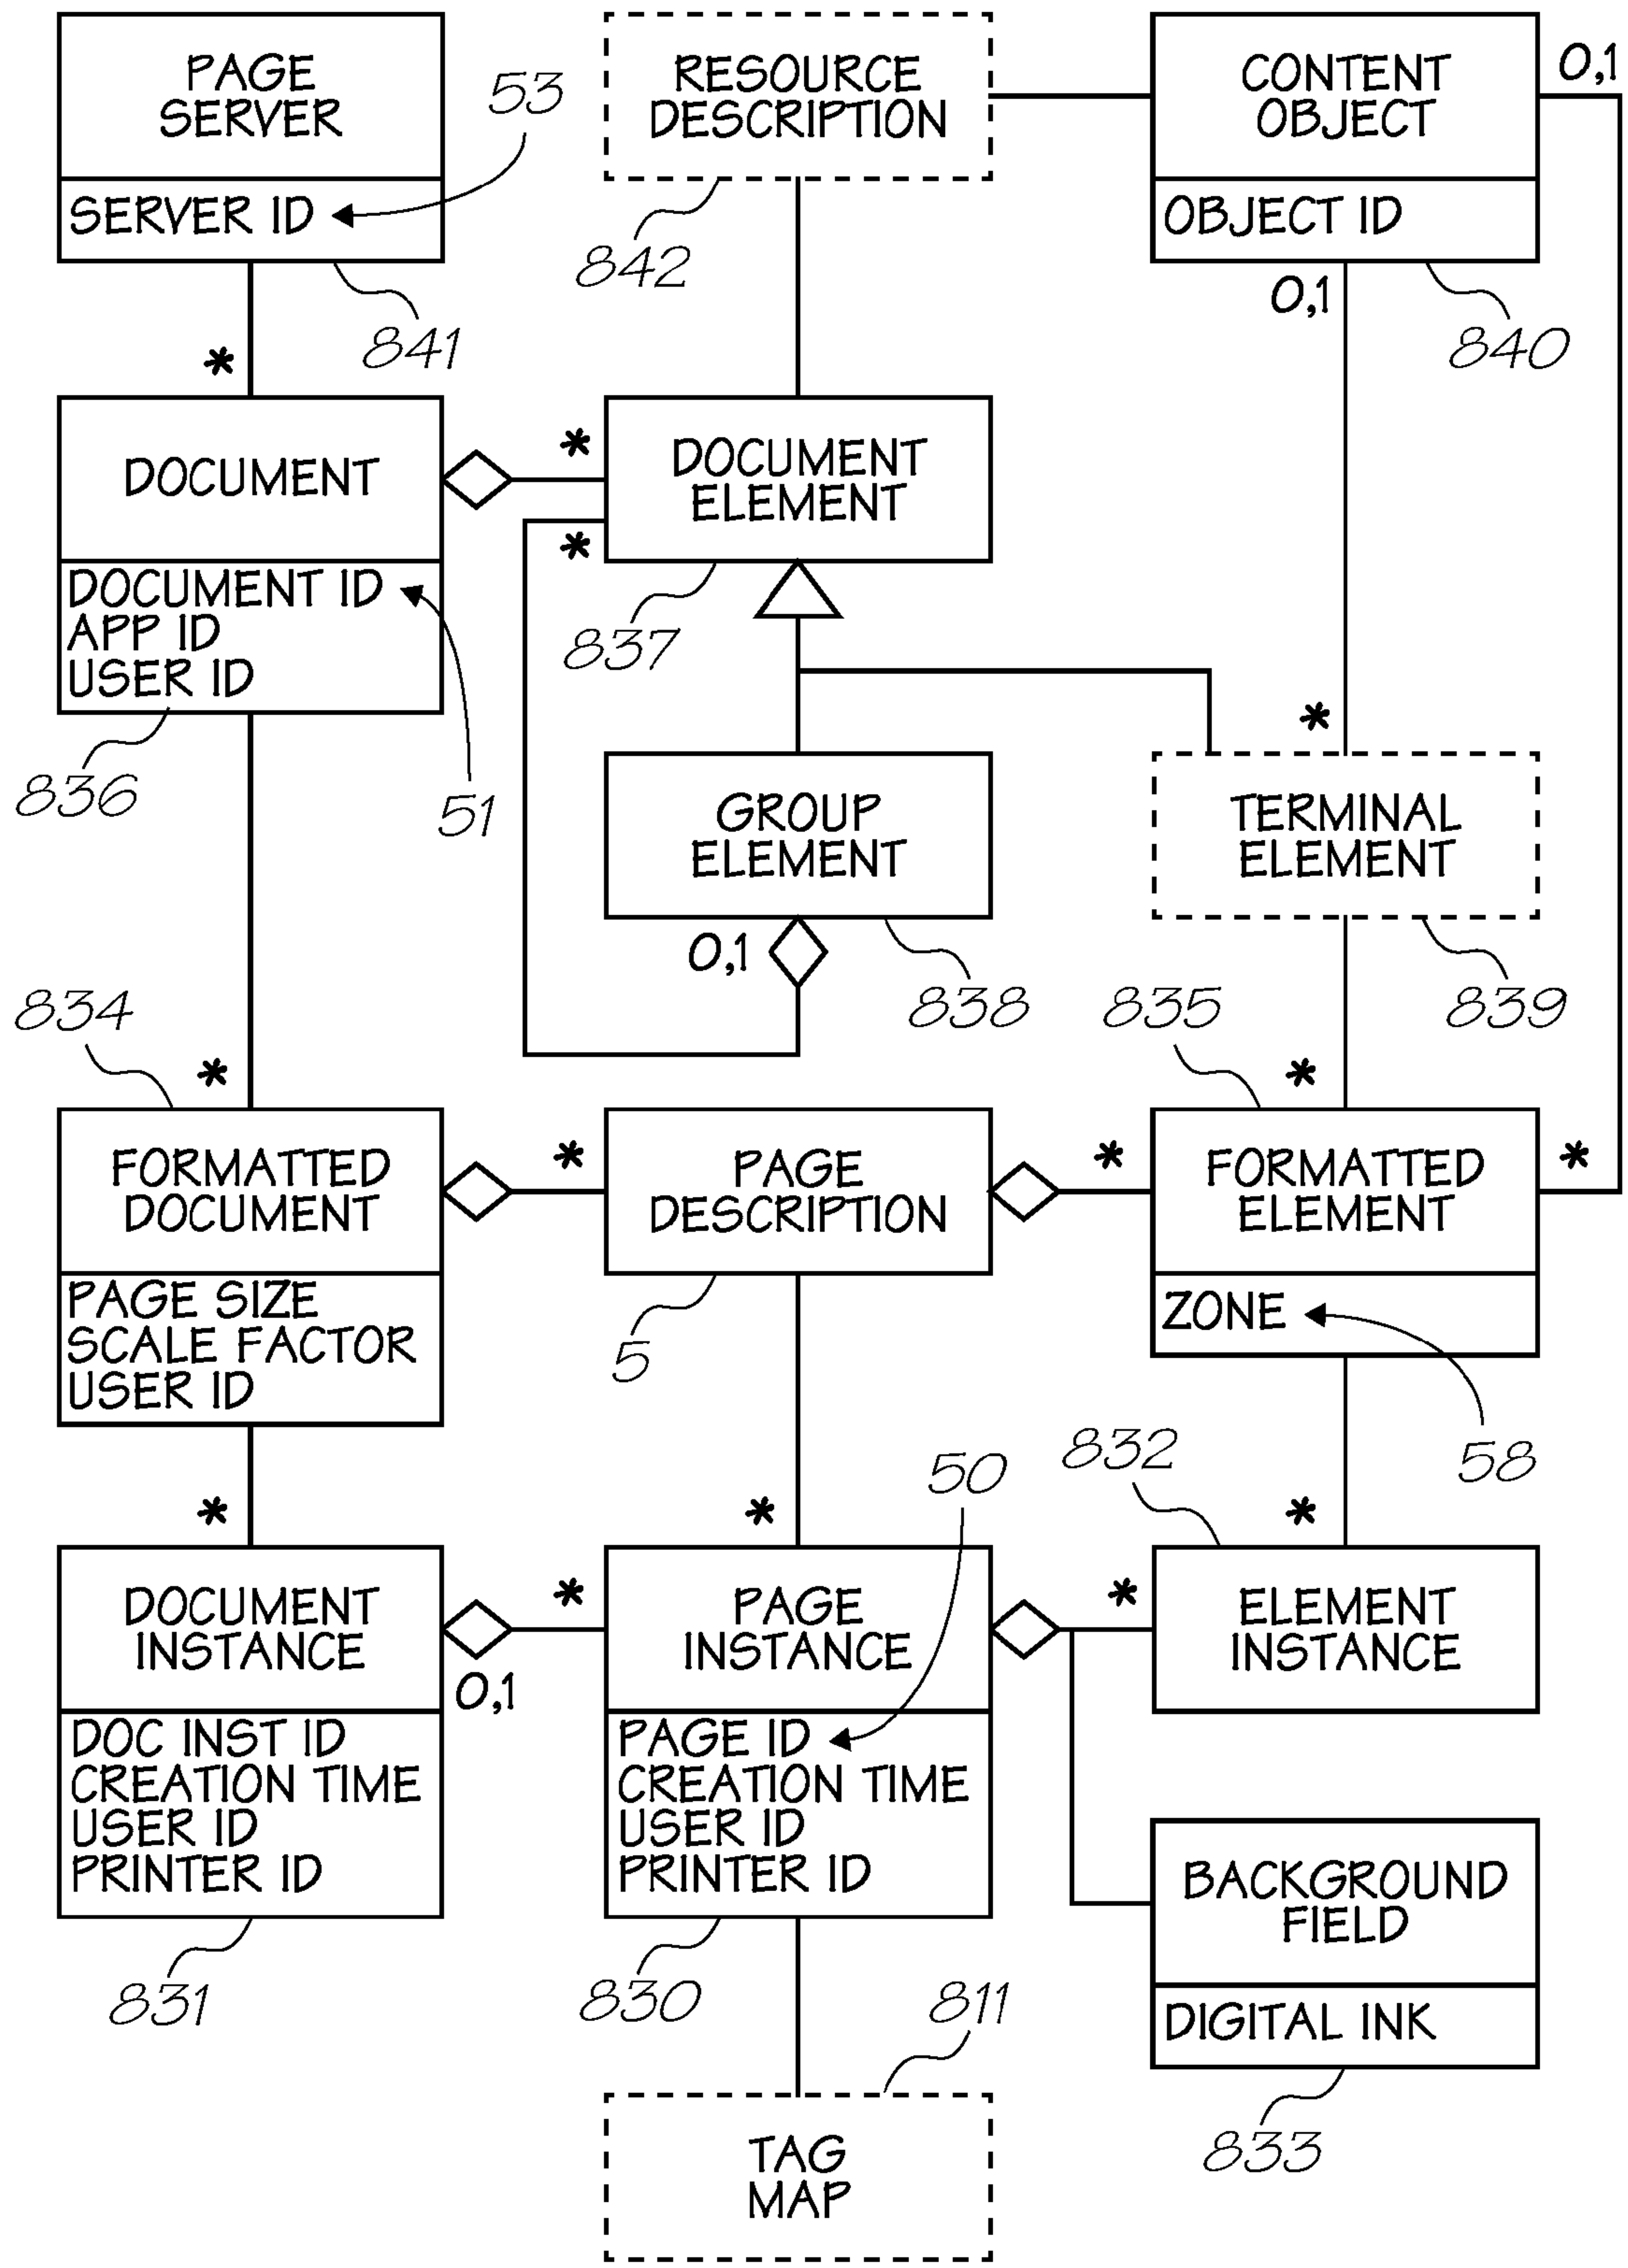 PAGE
SERVER
SERVER ID
53
841
RESOURCE
DESCRIPTION
842
CONTENT
OBJECT
OBJECT ID
0,1
0,1
840
*
DOCUMENT
DOCUMENT ID
APP ID
USER ID
836
51
*
*
DOCUMENT
ELEMENT
837
GROUP
ELEMENT
0,1
838
*
TERMINAL
ELEMENT
839
834
*
FORMATTED
DOCUMENT
PAGE SIZE
SCALE FACTOR
USER ID
*
PAGE
DESCRIPTION
5
835
*
*
*
FORMATTED
ELEMENT
ZONE
58
*
DOCUMENT
INSTANCE
DOC INST ID
CREATION TIME
USER ID
PRINTER ID
831
0,1
*
*
50
PAGE
INSTANCE
PAGE ID
CREATION TIME
USER ID
PRINTER ID
830
832
*
*
ELEMENT
INSTANCE
BACKGROUND
FIELD
DIGITAL INK
833
811
TAG
MAP